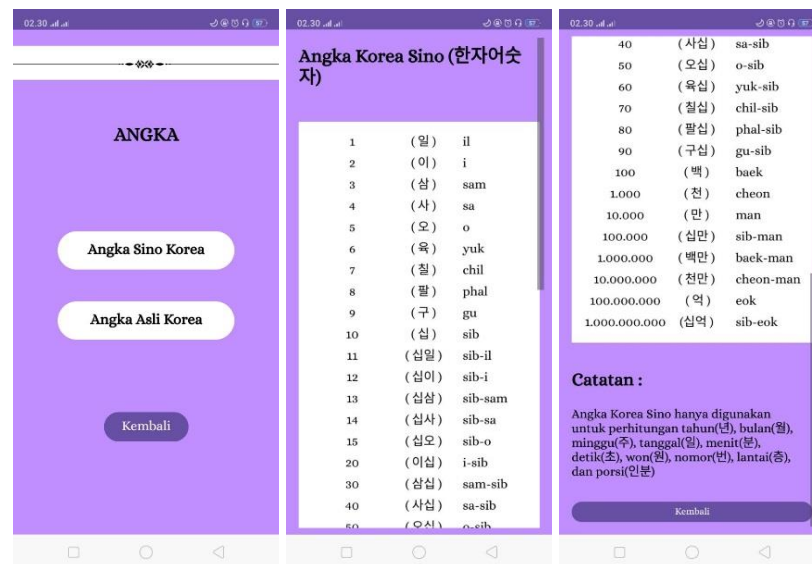 02.30
57
ANGKA
Angka Sino Korea
Angka Asli Korea
Kembali
02.30
57
Angka Korea Sino (한자어숫
자)
1 (일) il
2 (이) i
3 (삼) sam
4 (사) sa
5 (오) o
6 (육) yuk
7 (칠) chil
8 (팔) phal
9 (구) gu
10 (십) sib
11 (십일) sib-il
12 (십이) sib-i
13 (십삼) sib-sam
14 (십사) sib-sa
15 (십오) sib-o
20 (이십) i-sib
30 (삼십) sam-sib
40 (사십) sa-sib
50 (오십) o-sib
02.30
40 (사십) sa-sib
50 (오십) o-sib
60 (육십) yuk-sib
70 (칠십) chil-sib
80 (팔십) phal-sib
90 (구십) gu-sib
100 (백) baek
1.000 (천) cheon
10.000 (만) man
100.000 (십만) sib-man
1.000.000 (백만) baek-man
10.000.000 (천만) cheon-man
100.000.000 (억) eok
1.000.000.000 (십억) sib-eok
Catatan :
Angka Korea Sino hanya digunakan
untuk perhitungan tahun(년), bulan(월),
minggu(주), tanggal(일), menit(분),
detik(초), won(원), nomor(번), lantai(층),
dan porsi(인분)
Kembali